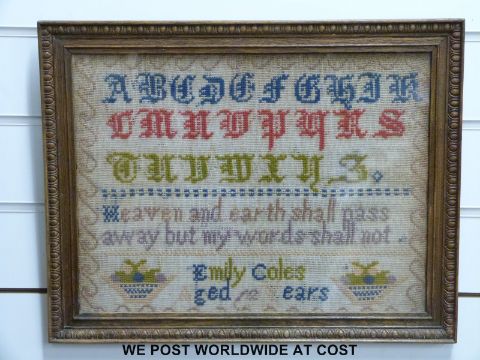 ABCDEFGHIK
LMNOPQRS
TUVWXYZ.
Heaven and earth shall pass
away but my words shall not.
Emily Coles
ged ears
WE POST WORLDWIDE AT COST